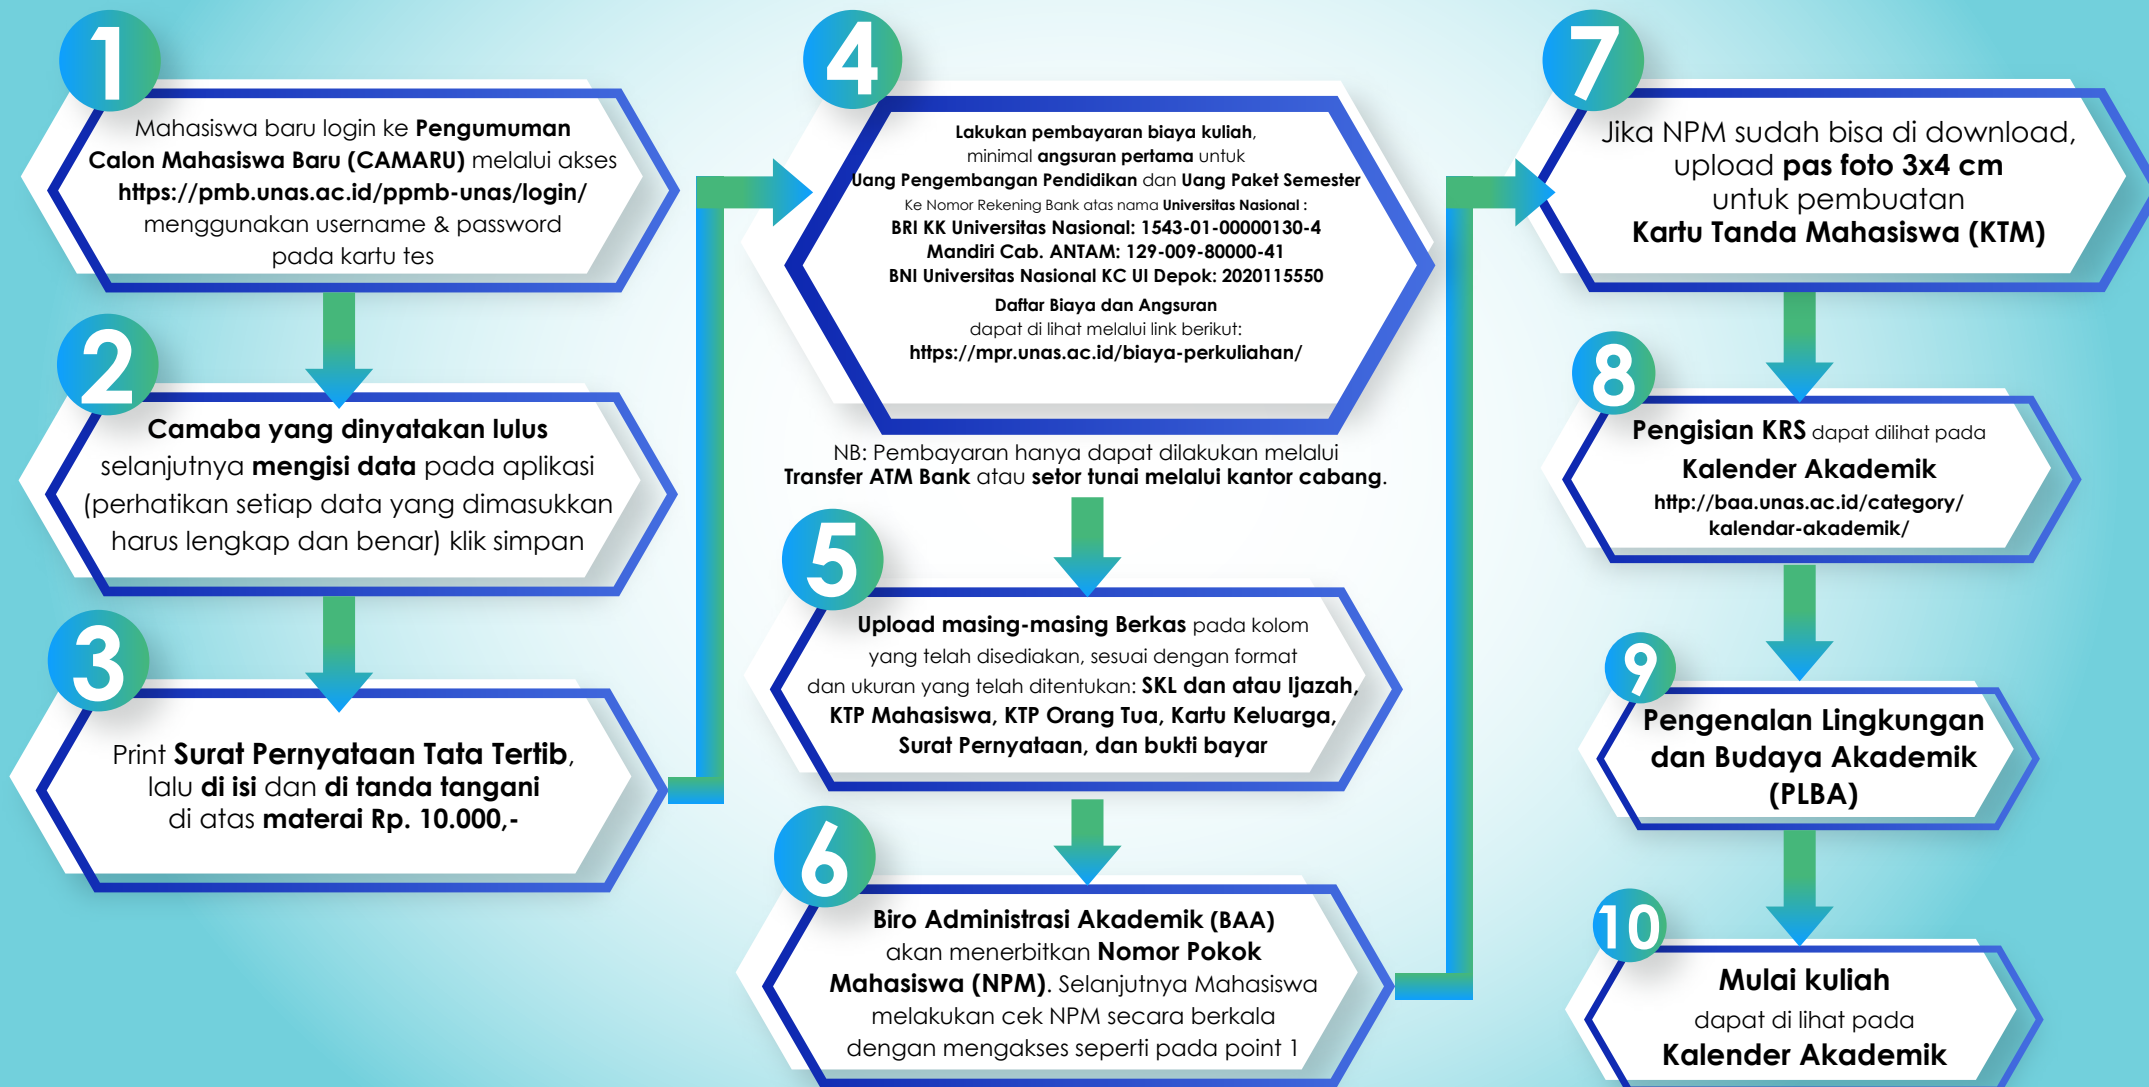 1
Mahasiswa baru login ke Pengumuman
Calon Mahasiswa Baru (CAMARU) melalui akses
https://pmb.unas.ac.id/ppmb-unas/login/
menggunakan username & password
pada kartu tes
2
Camaba yang dinyatakan lulus
selanjutnya mengisi data pada aplikasi
(perhatikan setiap data yang dimasukkan
harus lengkap dan benar) klik simpan
3
Print Surat Pernyataan Tata Tertib,
lalu di isi dan di tanda tangani
di atas materai Rp. 10.000,-
4
Lakukan pembayaran biaya kuliah,
minimal angsuran pertama untuk
Uang Pengembangan Pendidikan dan Uang Paket Semester
Ke Nomor Rekening Bank atas nama Universitas Nasional :
BRI KK Universitas Nasional: 1543-01-00000130-4
Mandiri Cab. ANTAM: 129-009-80000-41
BNI Universitas Nasional KC UI Depok: 2020115550
Daftar Biaya dan Angsuran
dapat di lihat melalui link berikut:
https://mpr.unas.ac.id/biaya-perkuliahan/
NB: Pembayaran hanya dapat dilakukan melalui
Transfer ATM Bank atau setor tunai melalui kantor cabang.
5
Upload masing-masing Berkas pada kolom
yang telah disediakan, sesuai dengan format
dan ukuran yang telah ditentukan: SKL dan atau Ijazah,
KTP Mahasiswa, KTP Orang Tua, Kartu Keluarga,
Surat Pernyataan, dan bukti bayar
6
Biro Administrasi Akademik (BAA)
akan menerbitkan Nomor Pokok
Mahasiswa (NPM). Selanjutnya Mahasiswa
melakukan cek NPM secara berkala
dengan mengakses seperti pada point 1
7
Jika NPM sudah bisa di download,
upload pas foto 3x4 cm
untuk pembuatan
Kartu Tanda Mahasiswa (KTM)
8
Pengisian KRS dapat dilihat pada
Kalender Akademik
http://baa.unas.ac.id/category/
kalendar-akademik/
9
Pengenalan Lingkungan
dan Budaya Akademik
(PLBA)
10
Mulai kuliah
dapat di lihat pada
Kalender Akademik